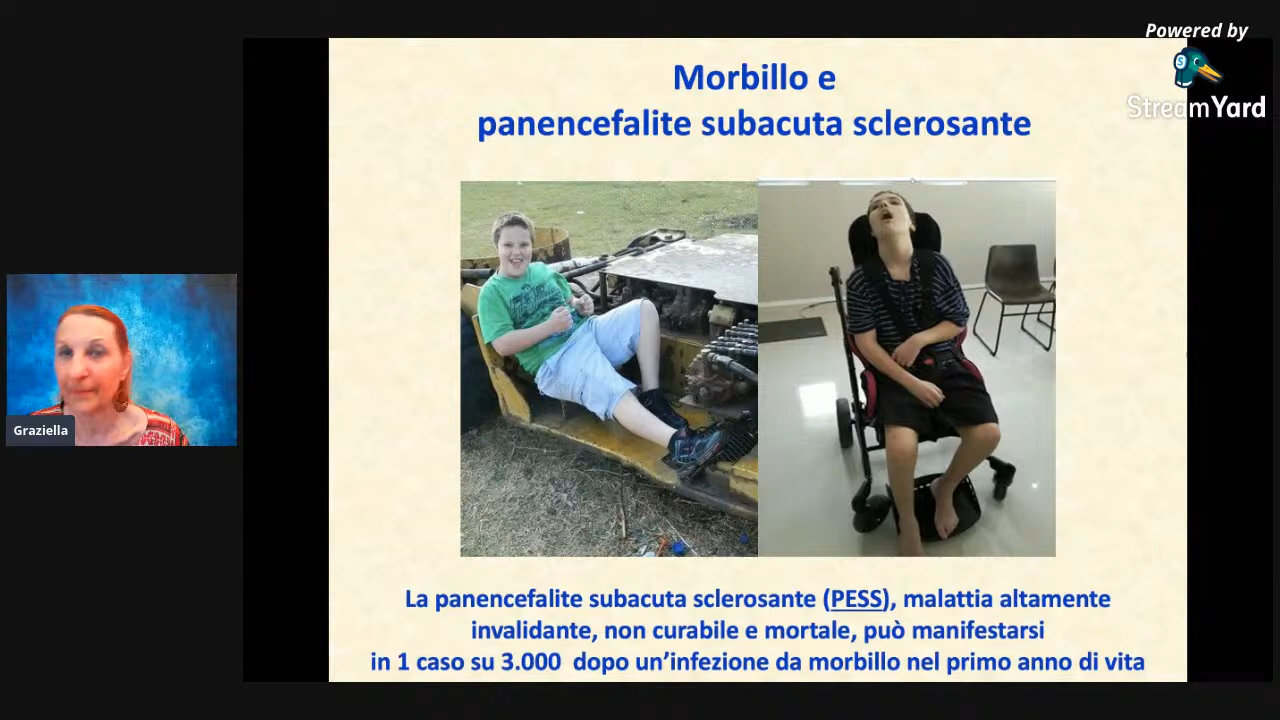 Powered by
StreamYard
Morbillo e
panencefalite subacuta sclerosante
Graziella
La panencefalite subacuta sclerosante (PESS), malattia altamente
invalidante, non curabile e mortale, può manifestarsi
in 1 caso su 3.000 dopo un’infezione da morbillo nel primo anno di vita